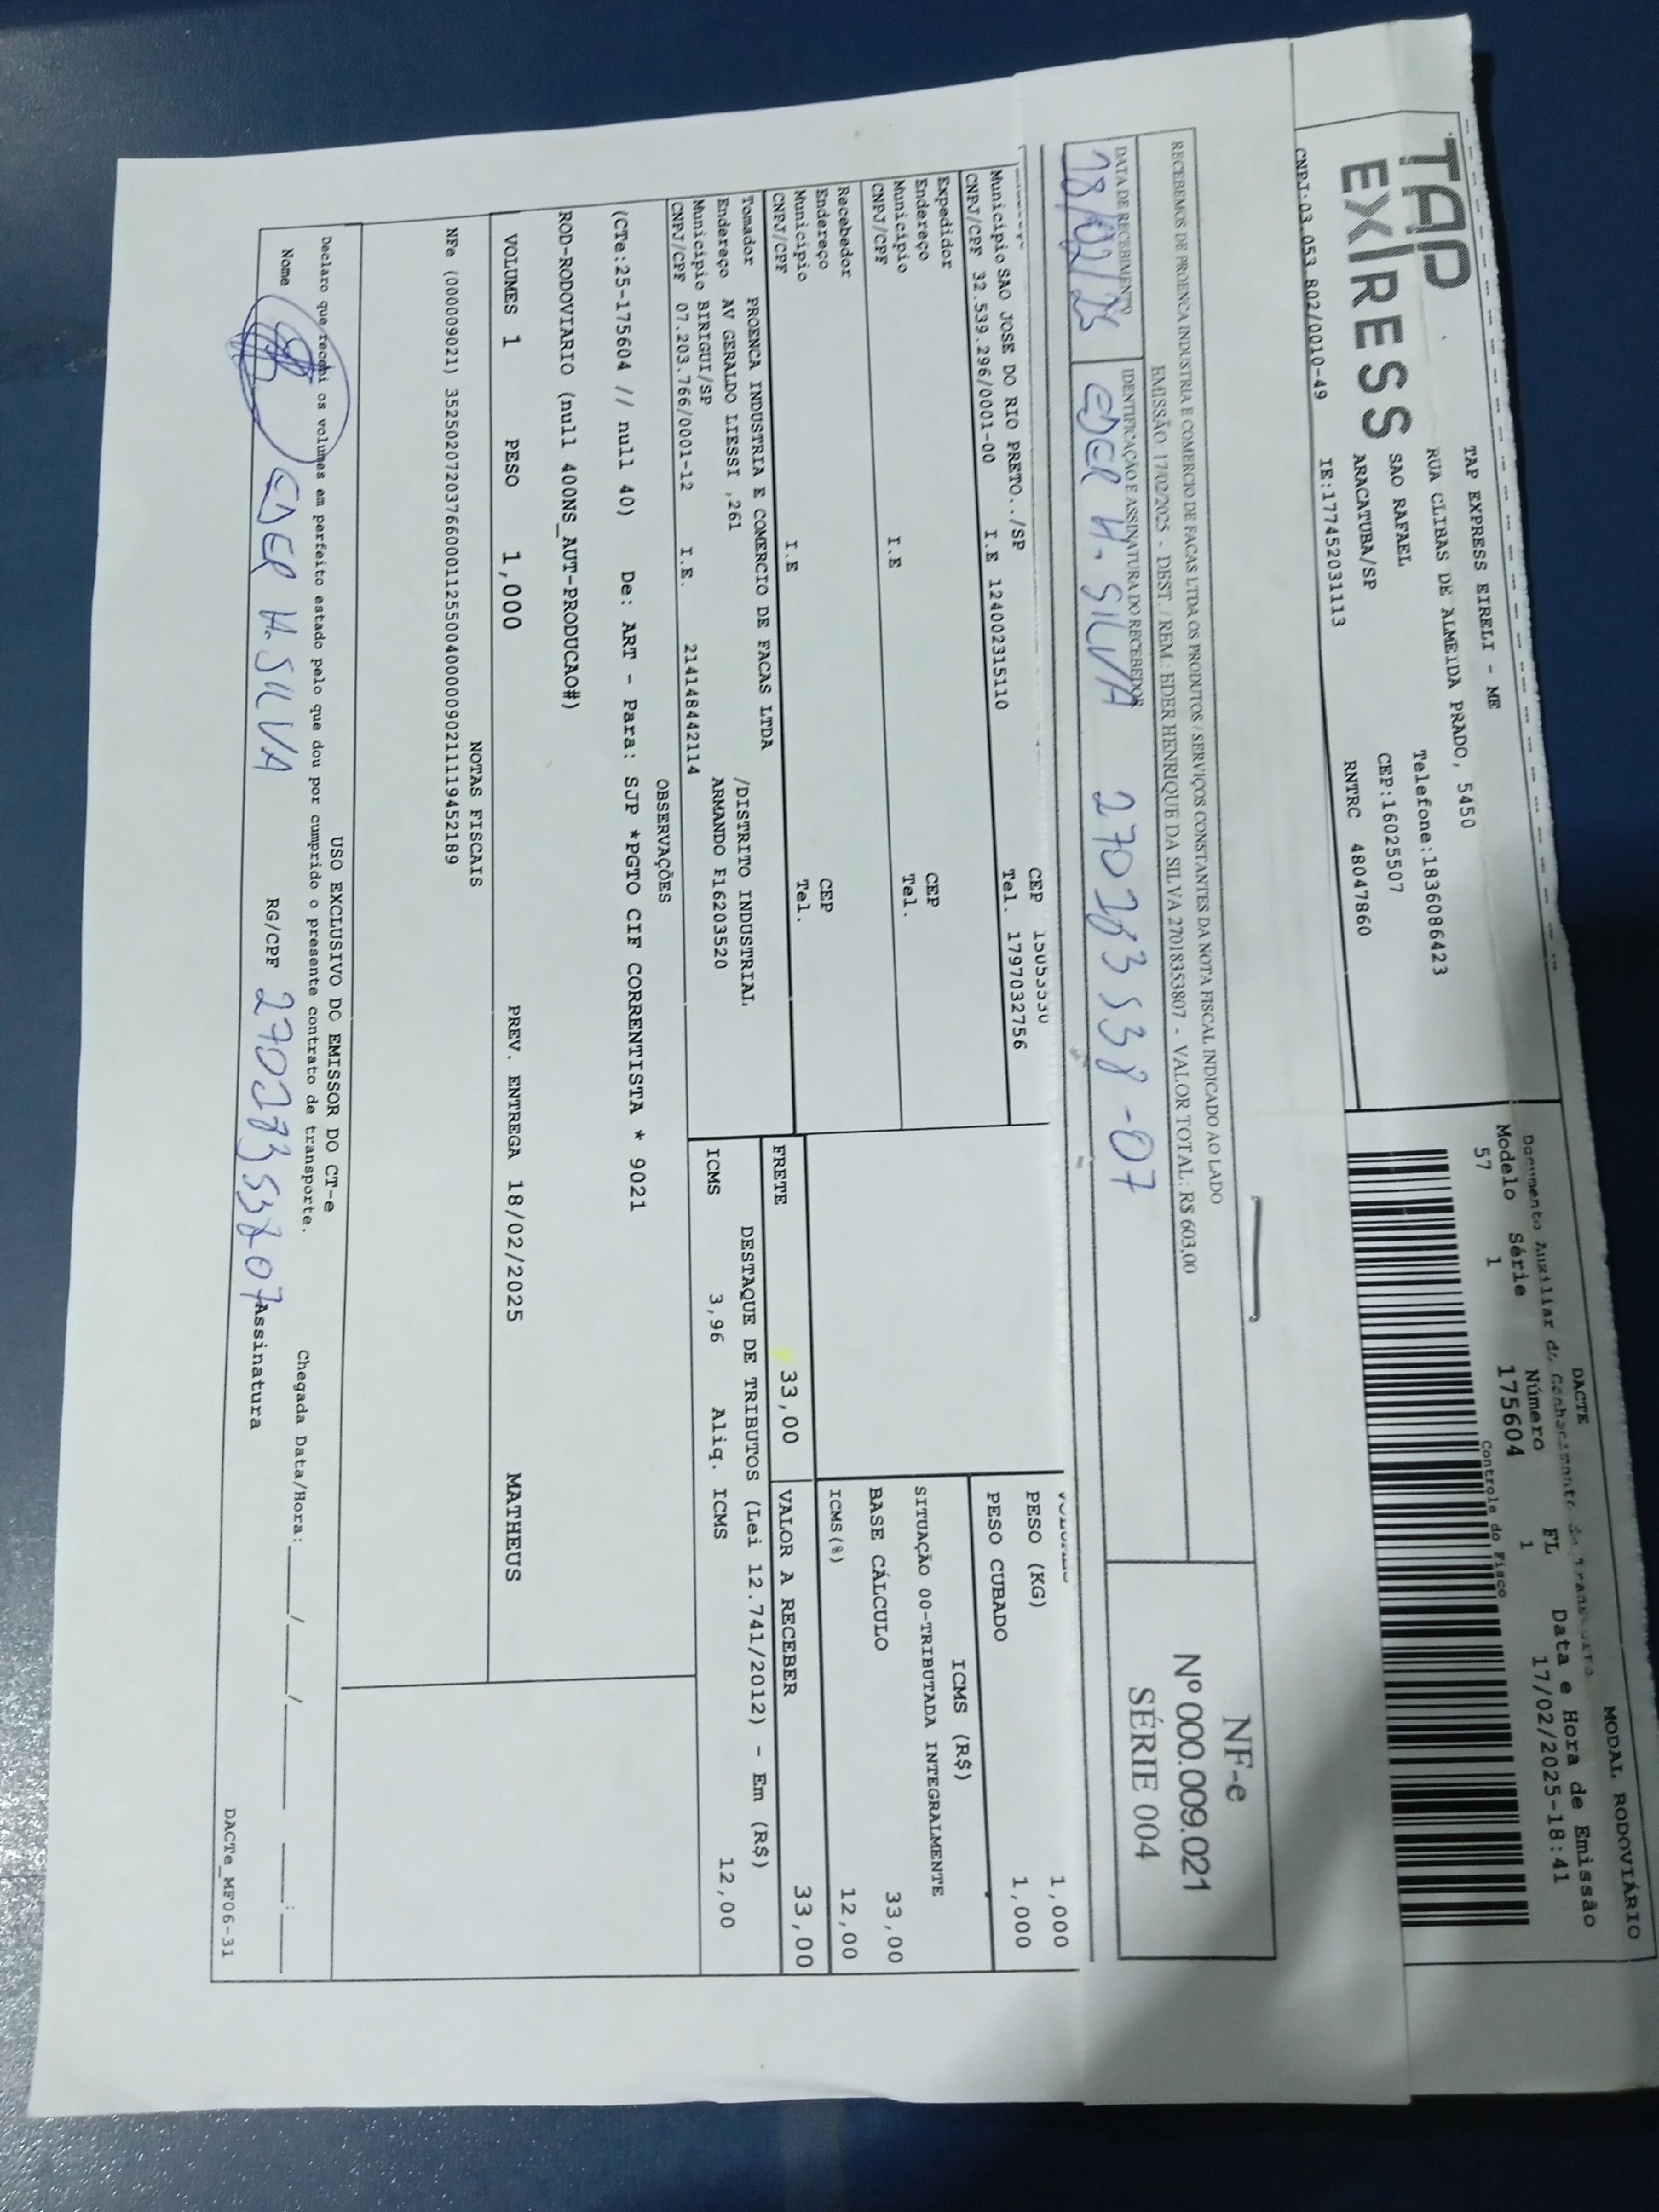 TAP
EXPRESS
TAP EXPRESS EIRELI - ME
RUA CLIBAS DE ALMEIDA PRADO, 5450
SAO RAFAEL
Telefone:1836086423
ARACATUBA/SP
CEP:16025507
CNPJ:03.053.802/0010-49
IE:177452031113
RNTRC 48047860
MODAL RODOVIÁRIO
DACTE
Documento Auxiliar do Conhecimento de Transporte
Modelo Série Número FL Data e Hora de Emissão
57 1 175604 1 17/02/2025-18:41
Controle do Fisco
RECEBEMOS DE PROENCA INDUSTRIA E COMERCIO DE FACAS LTDA OS PRODUTOS / SERVIÇOS CONSTANTES DA NOTA FISCAL INDICADO AO LADO
EMISSÃO: 17/02/2025 - DEST. / REM.: EDER HENRIQUE DA SILVA 27018353807 - VALOR TOTAL: R$ 603,00
DATA DE RECEBIMENTO
IDENTIFICAÇÃO E ASSINATURA DO RECEBEDOR
18/02/25
EDER H. SILVA 270183538-07
NF-e
Nº 000.009.021
SÉRIE 004
CEP 15053530
Município SAO JOSE DO RIO PRETO../SP
Tel. 1797032756
CNPJ/CPF 32.539.296/0001-00 I.E 124002315110
Expedidor
Endereço
CEP
Município
Tel.
CNPJ/CPF I.E
Recebedor
Endereço
CEP
Município
Tel.
CNPJ/CPF I.E
PESO (KG) 1,000
PESO CUBADO 1,000
ICMS (R$)
SITUAÇÃO 00-TRIBUTADA INTEGRALMENTE
BASE CÁLCULO 33,00
ICMS(%) 12,00
Tomador PROENCA INDUSTRIA E COMERCIO DE FACAS LTDA
Endereço AV GERALDO LIESSI ,261 /DISTRITO INDUSTRIAL
Município BIRIGUI/SP ARMANDO F16203520
CNPJ/CPF 07.203.766/0001-12 I.E. 214148442114
FRETE 33,00 VALOR A RECEBER 33,00
DESTAQUE DE TRIBUTOS (Lei 12.741/2012) - Em (R$)
ICMS 3,96 Aliq. ICMS 12,00
OBSERVAÇÕES
(CTe:25-175604 // null 40) De: ART - Para: SJP *PGTO CIF CORRENTISTA * 9021
ROD-RODOVIARIO (null 400NS_AUT-PRODUCAO#)
VOLUMES 1 PESO 1,000 PREV. ENTREGA 18/02/2025 MATHEUS
NOTAS FISCAIS
NFe (000009021) 35250207203766000112550040000090211119452189
USO EXCLUSIVO DO EMISSOR DO CT-e
Declaro que recebi os volumes em perfeito estado pelo que dou por cumprido o presente contrato de transporte.
Chegada Data/Hora:____/____/______ ____:____
Nome EDER H. SILVA RG/CPF 27018353807 Assinatura
DACTe_MF06-31